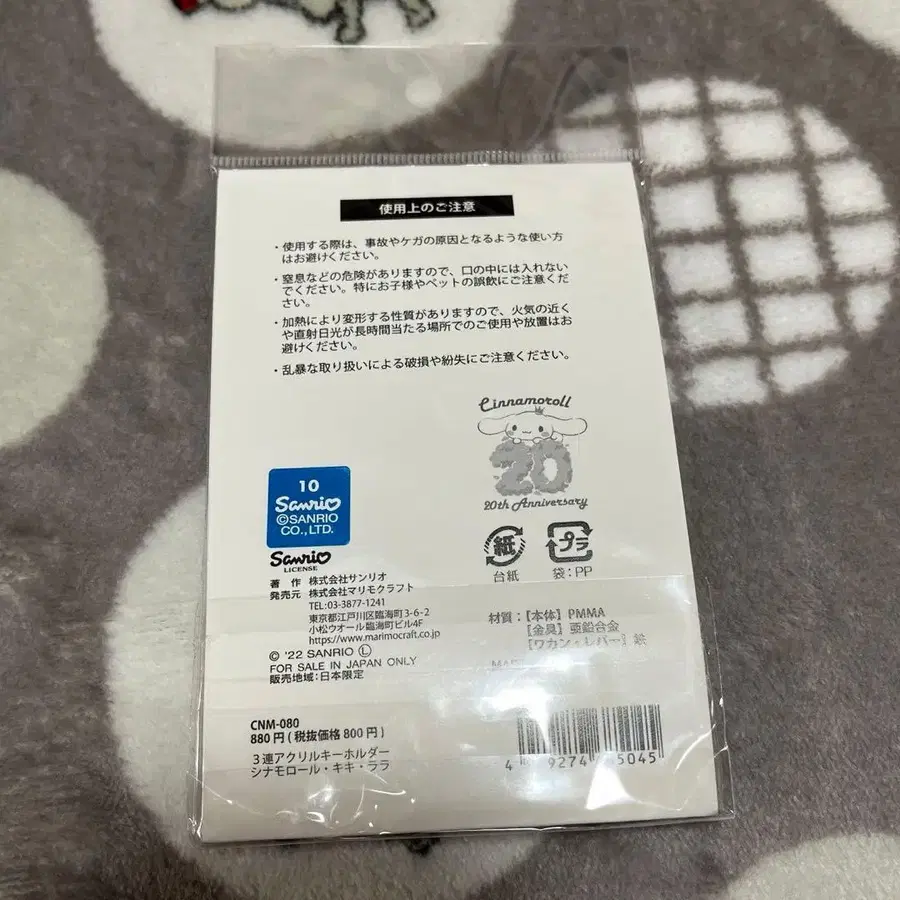 使用上のご注意
・使用する際は、事故やケガの原因となるような使い方
はお避けください。
・窒息などの危険がありますので、口の中には入れない
でください。特にお子様やペットの誤飲にご注意くだ
さい。
・加熱により変形する性質がありますので、火気の近く
や直射日光が長時間当たる場所でのご使用や放置はお
避けください。
・乱暴な取り扱いによる破損や紛失にご注意ください。
Cinnamoroll
20
20th Anniversary
10
Sanrio
©SANRIO
CO.,LTD.
Sanrio
LICENSE
紙
台紙
プラ
袋：PP
著 作 株式会社サンリオ
発売元 株式会社マリモクラフト
TEL:03-3877-1241
東京都江戸川区臨海町3-6-2
小松ウオール臨海町ビル4F
https://www.marimocraft.co.jp
© '22 SANRIO Ⓛ
FOR SALE IN JAPAN ONLY
販売地域：日本限定
材質：【本体】PMMA
【金具】亜鉛合金
【ワカン・レバー】鉄
CNM-080
880円(税抜価格800円)
3連アクリルキーホルダー
シナモロール・キキ・ララ
4 9274 5045